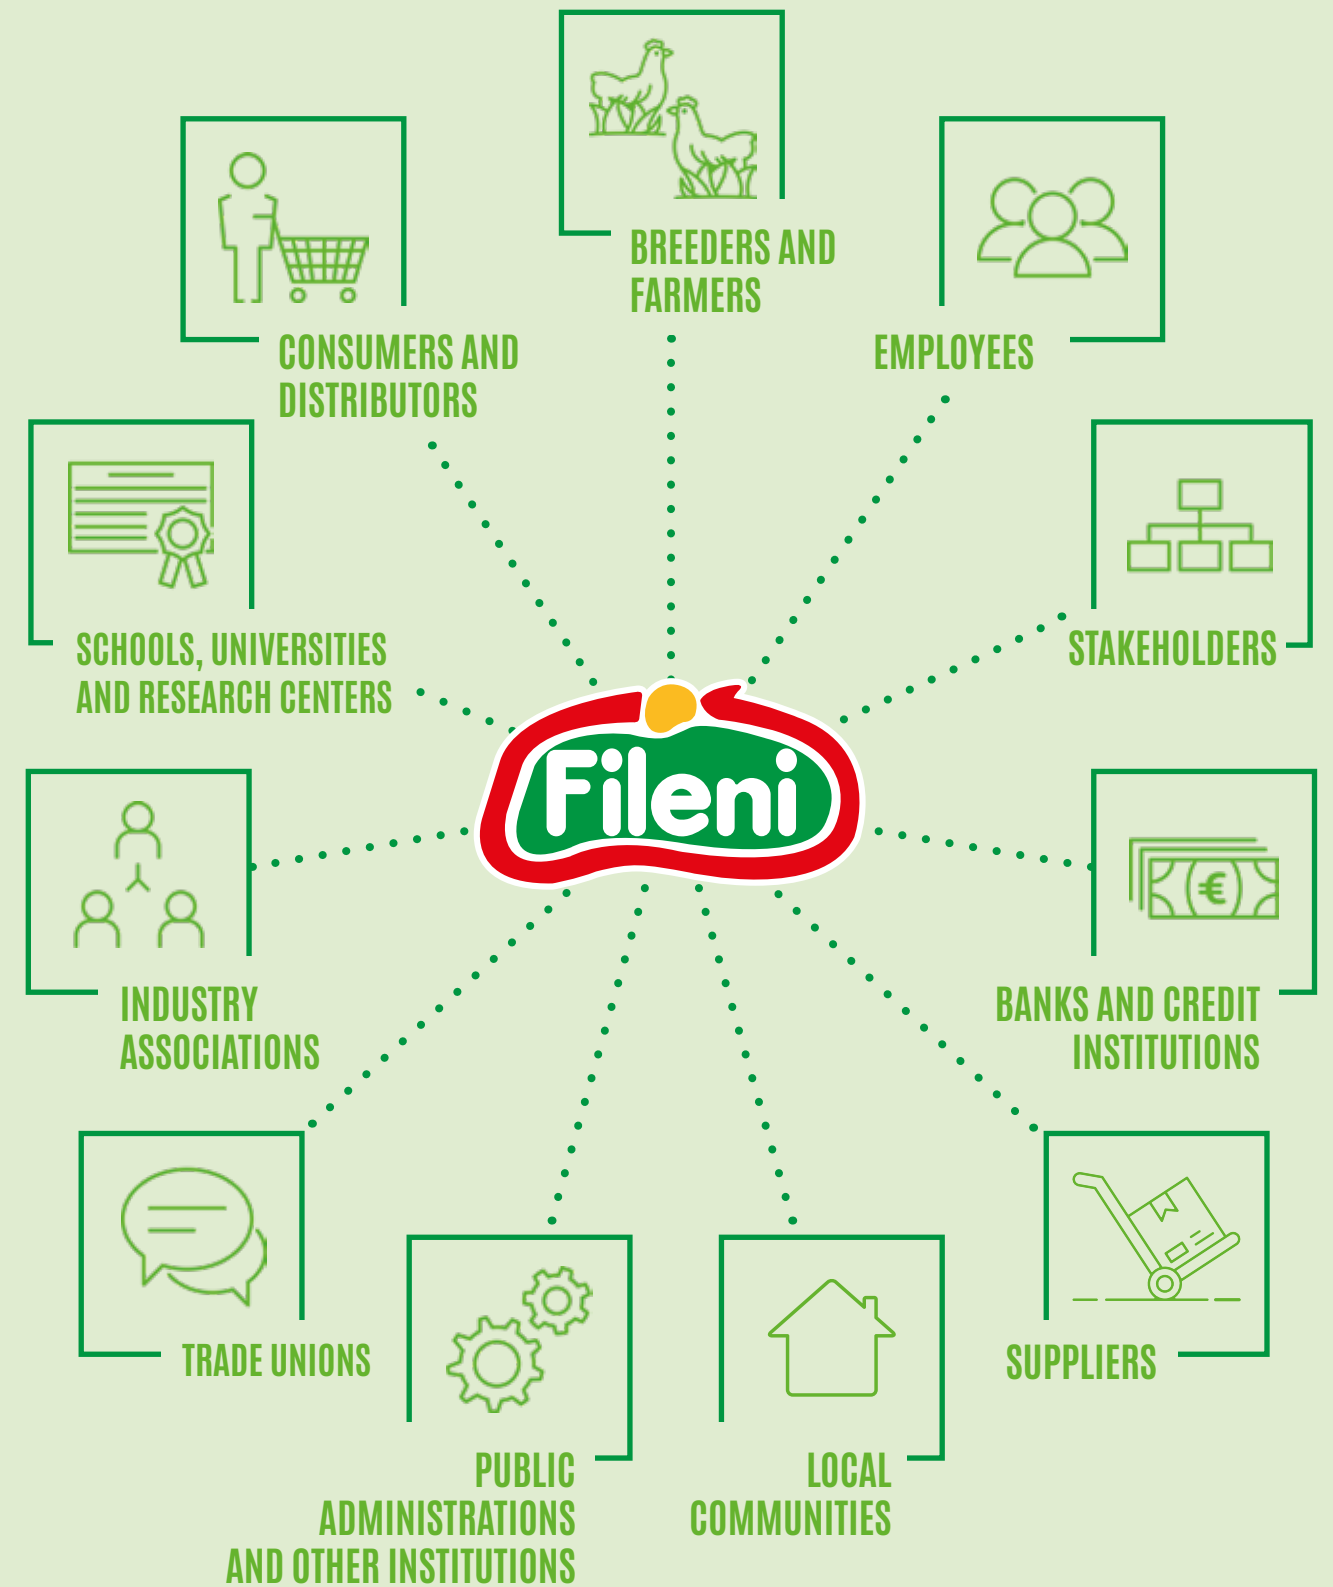 BREEDERS AND
FARMERS
CONSUMERS AND
DISTRIBUTORS
EMPLOYEES
SCHOOLS, UNIVERSITIES
AND RESEARCH CENTERS
STAKEHOLDERS
Fileni
€
INDUSTRY
ASSOCIATIONS
BANKS AND CREDIT
INSTITUTIONS
TRADE UNIONS
SUPPLIERS
PUBLIC
ADMINISTRATIONS
AND OTHER INSTITUTIONS
LOCAL
COMMUNITIES